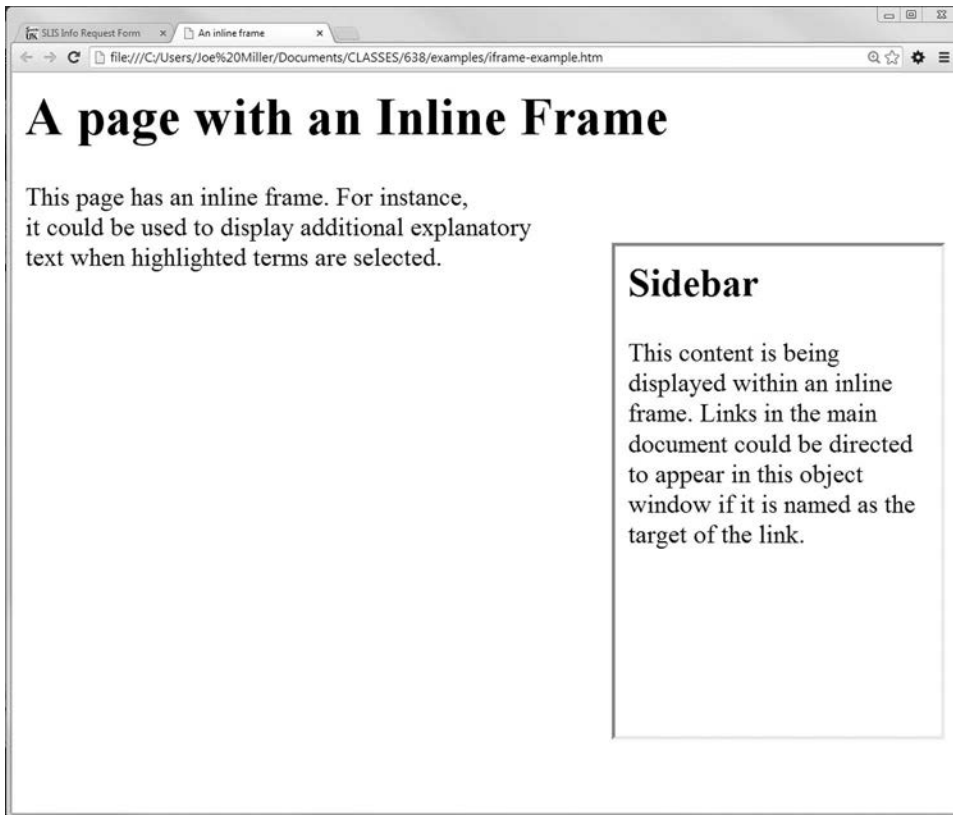 SLIS Info Request Form
An inline frame
file:///C:/Users/Joe%20Miller/Documents/CLASSES/638/examples/iframe-example.htm
A page with an Inline Frame
This page has an inline frame. For instance,
it could be used to display additional explanatory
text when highlighted terms are selected.
Sidebar
This content is being
displayed within an inline
frame. Links in the main
document could be directed
to appear in this object
window if it is named as the
target of the link.